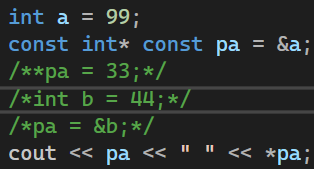 int a = 99;
const int* const pa = &a;
/**pa = 33;*/
/*int b = 44;*/
/*pa = &b;*/
cout << pa << " " << *pa;